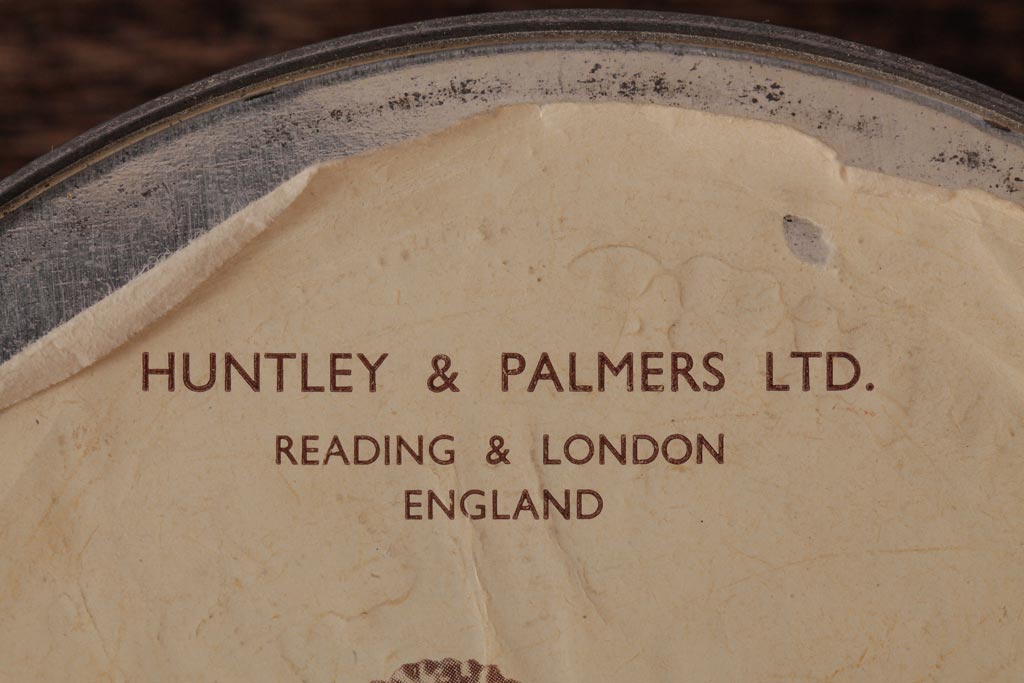 HUNTLEY & PALMERS LTD.
READING & LONDON
ENGLAND